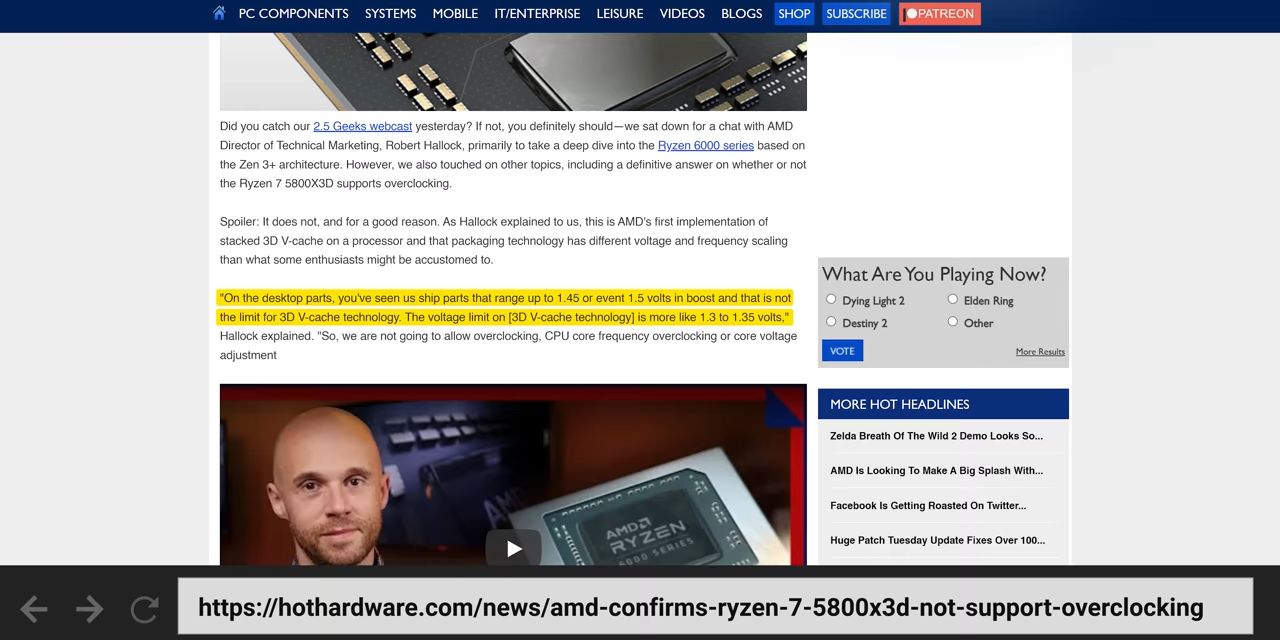 PC COMPONENTS SYSTEMS MOBILE IT/ENTERPRISE LEISURE VIDEOS BLOGS SHOP SUBSCRIBE PATREON
Did you catch our 2.5 Geeks webcast yesterday? If not, you definitely should—we sat down for a chat with AMD
Director of Technical Marketing, Robert Hallock, primarily to take a deep dive into the Ryzen 6000 series based on
the Zen 3+ architecture. However, we also touched on other topics, including a definitive answer on whether or not
the Ryzen 7 5800X3D supports overclocking.
Spoiler: It does not, and for a good reason. As Hallock explained to us, this is AMD's first implementation of
stacked 3D V-cache on a processor and that packaging technology has different voltage and frequency scaling
than what some enthusiasts might be accustomed to.
"On the desktop parts, you've seen us ship parts that range up to 1.45 or event 1.5 volts in boost and that is not
the limit for 3D V-cache technology. The voltage limit on [3D V-cache technology] is more like 1.3 to 1.35 volts,"
Hallock explained. "So, we are not going to allow overclocking, CPU core frequency overclocking or core voltage
adjustment
AMD
RYZEN
6000 SERIES
What Are You Playing Now?
Dying Light 2 Elden Ring
Destiny 2 Other
VOTE More Results
MORE HOT HEADLINES
Zelda Breath Of The Wild 2 Demo Looks So...
AMD Is Looking To Make A Big Splash With...
Facebook Is Getting Roasted On Twitter...
Huge Patch Tuesday Update Fixes Over 100...
https://hothardware.com/news/amd-confirms-ryzen-7-5800x3d-not-support-overclocking